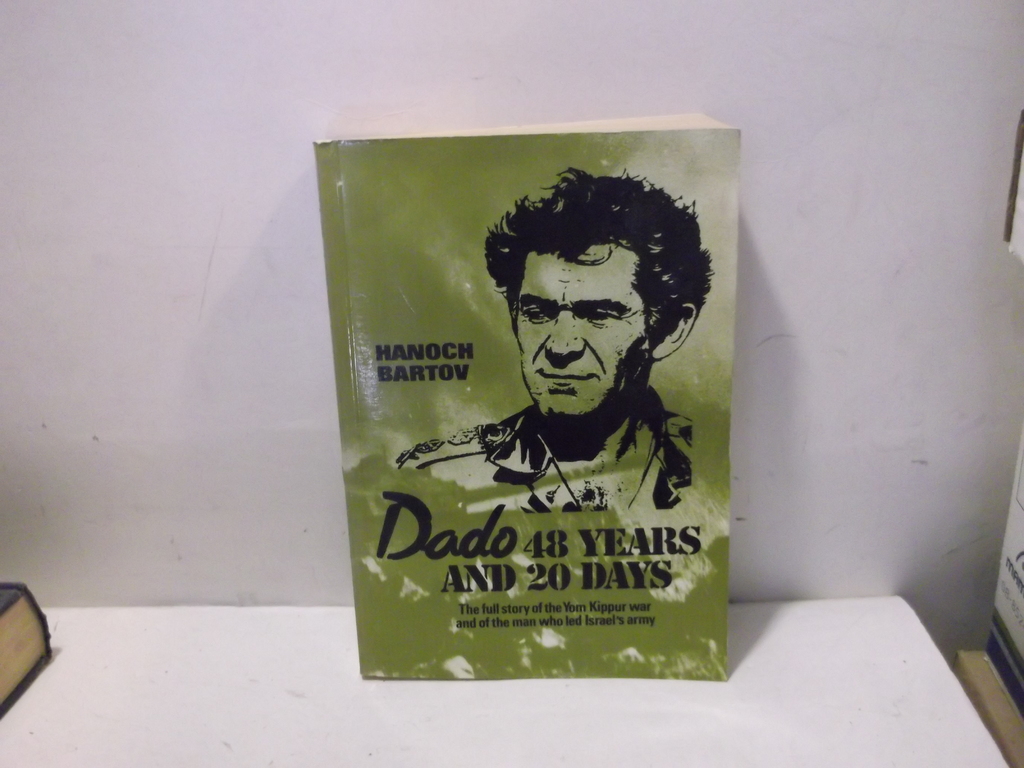 HANOCH
BARTOV
Dado 48 YEARS
AND 20 DAYS
The full story of the Yom Kippur war
and of the man who led Israel's army